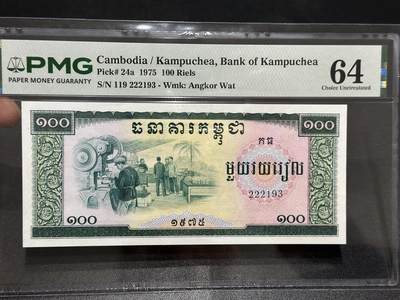 PMG
PAPER MONEY GUARANTY
Cambodia / Kampuchea, Bank of Kampuchea
Pick# 24a 1975 100 Riels
S/N 119 222193 - Wmk: Angkor Wat
64
Choice Uncirculated
១០០ ធនាគារកម្ពុជា ១០០
កធ
មួយរយរៀល
222193
១០០ ១៩៧៥ ១០០